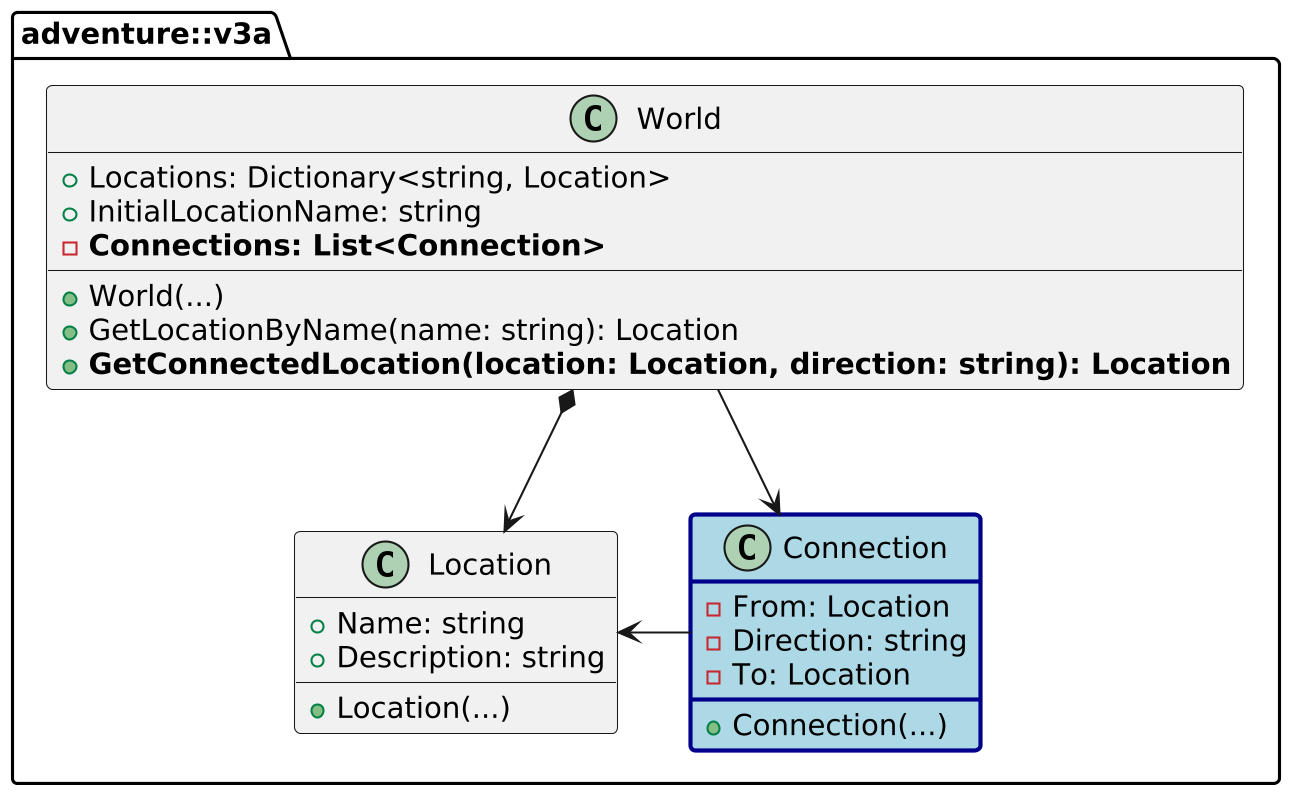 adventure::v3a
C World
Locations: Dictionary<string, Location>
InitialLocationName: string
Connections: List<Connection>
World(...)
GetLocationByName(name: string): Location
GetConnectedLocation(location: Location, direction: string): Location
C Location
Name: string
Description: string
Location(...)
C Connection
From: Location
Direction: string
To: Location
Connection(...)